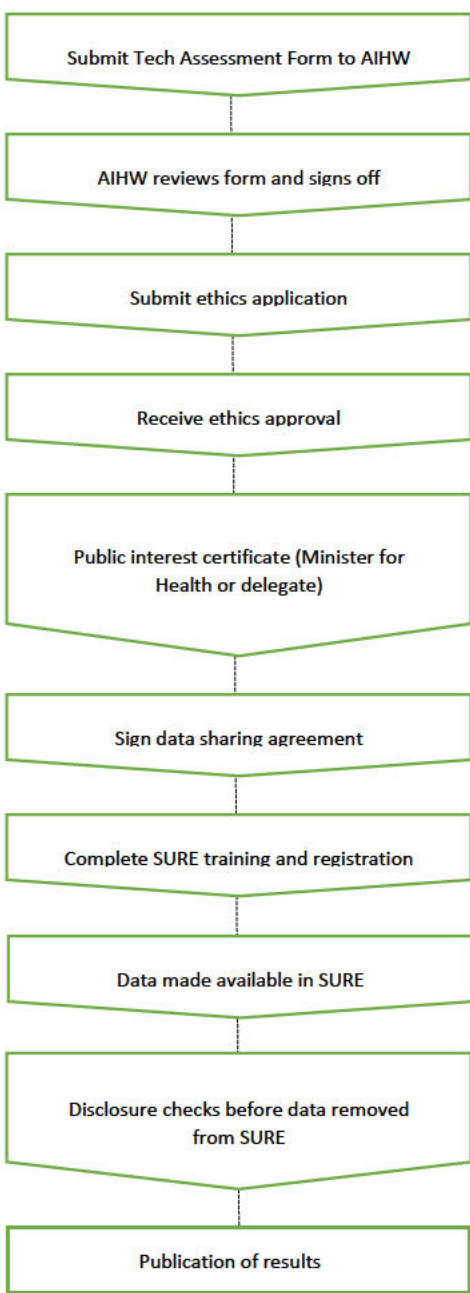 Submit Tech Assessment Form to AIHW
AIHW reviews form and signs off
Submit ethics application
Receive ethics approval
Public interest certificate (Minister for
Health or delegate)
Sign data sharing agreement
Complete SURE training and registration
Data made available in SURE
Disclosure checks before data removed
from SURE
Publication of results